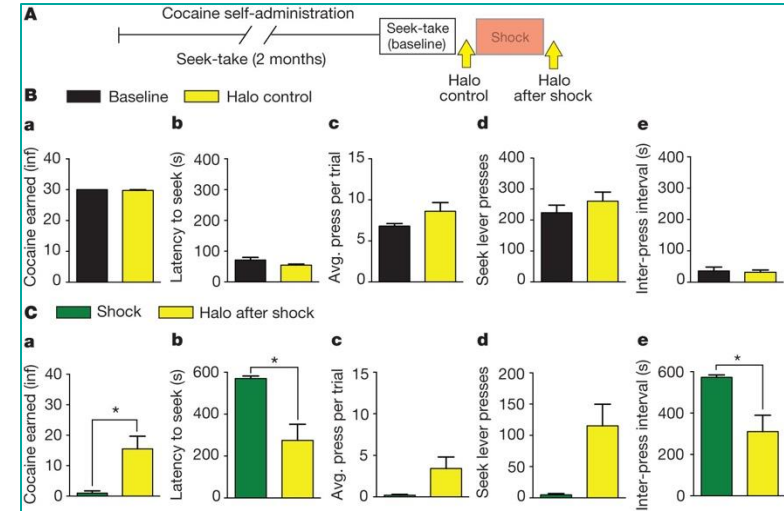 A
Cocaine self-administration
Seek-take (2 months)
Seek-take
(baseline)
Shock
Halo
control
Halo
after shock
B
Baseline
Halo control
a
Cocaine earned (inf)
40
30
20
10
0
b
Latency to seek (s)
400
300
200
100
0
c
Avg. press per trial
15
10
5
0
d
Seek lever presses
400
300
200
100
0
e
Inter-press interval (s)
400
300
200
100
0
C
Shock
Halo after shock
a
Cocaine earned (inf)
40
30
20
10
0
*
b
Latency to seek (s)
600
400
200
0
*
c
Avg. press per trial
15
10
5
0
d
Seek lever presses
200
150
100
50
0
e
Inter-press interval (s)
600
400
200
0
*